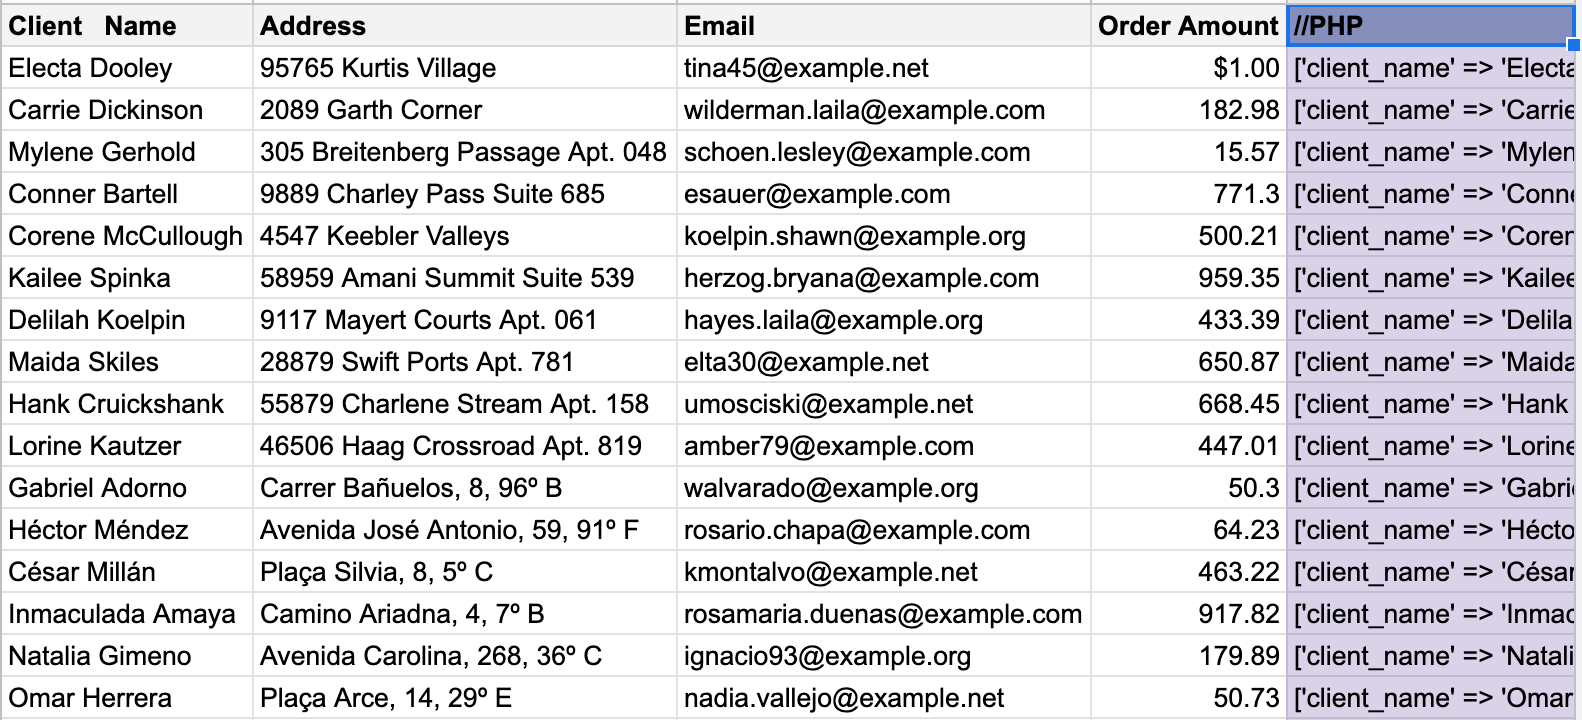 Client   Name Address Email Order Amount //PHP
Electa Dooley 95765 Kurtis Village tina45@example.net $1.00 ['client_name' => 'Electa
Carrie Dickinson 2089 Garth Corner wilderman.laila@example.com 182.98 ['client_name' => 'Carrie
Mylene Gerhold 305 Breitenberg Passage Apt. 048 schoen.lesley@example.com 15.57 ['client_name' => 'Mylen
Conner Bartell 9889 Charley Pass Suite 685 esauer@example.com 771.3 ['client_name' => 'Conne
Corene McCullough 4547 Keebler Valleys koelpin.shawn@example.org 500.21 ['client_name' => 'Coren
Kailee Spinka 58959 Amani Summit Suite 539 herzog.bryana@example.com 959.35 ['client_name' => 'Kailee
Delilah Koelpin 9117 Mayert Courts Apt. 061 hayes.laila@example.org 433.39 ['client_name' => 'Delila
Maida Skiles 28879 Swift Ports Apt. 781 elta30@example.net 650.87 ['client_name' => 'Maida
Hank Cruickshank 55879 Charlene Stream Apt. 158 umosciski@example.net 668.45 ['client_name' => 'Hank
Lorine Kautzer 46506 Haag Crossroad Apt. 819 amber79@example.com 447.01 ['client_name' => 'Lorine
Gabriel Adorno Carrer Bañuelos, 8, 96º B walvarado@example.org 50.3 ['client_name' => 'Gabri
Héctor Méndez Avenida José Antonio, 59, 91º F rosario.chapa@example.com 64.23 ['client_name' => 'Hécto
César Millán Plaça Silvia, 8, 5º C kmontalvo@example.net 463.22 ['client_name' => 'César
Inmaculada Amaya Camino Ariadna, 4, 7º B rosamaria.duenas@example.com 917.82 ['client_name' => 'Inmac
Natalia Gimeno Avenida Carolina, 268, 36º C ignacio93@example.org 179.89 ['client_name' => 'Natali
Omar Herrera Plaça Arce, 14, 29º E nadia.vallejo@example.net 50.73 ['client_name' => 'Omar